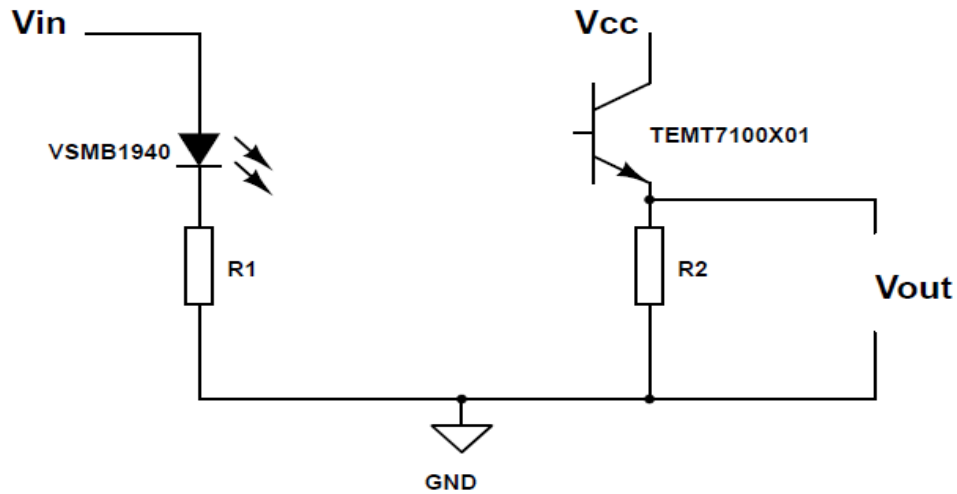 Vin
Vcc
VSMB1940
TEMT7100X01
R1
R2
Vout
GND